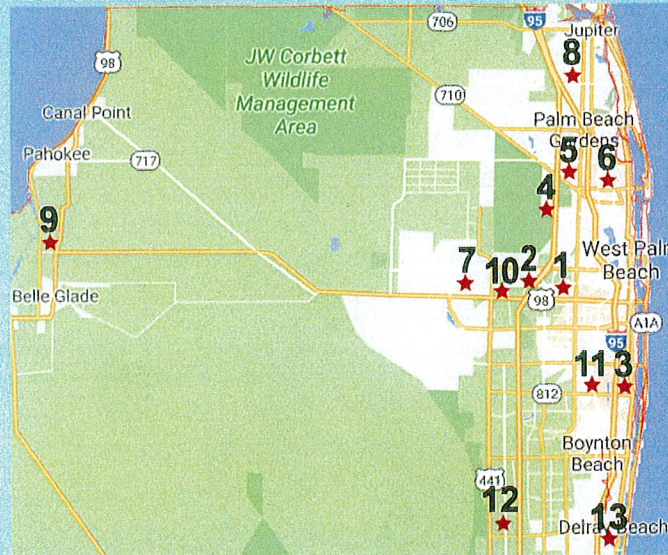 706
95
Jupiter
8
98
JW Corbett
Wildlife
Management
Area
710
Canal Point
Palm Beach
Gardens
Pahokee
717
5
6
4
9
West Palm
Beach
7
10
2
1
98
Belle Glade
A1A
95
11
3
812
Boynton
Beach
441
12
13
Delray Beach